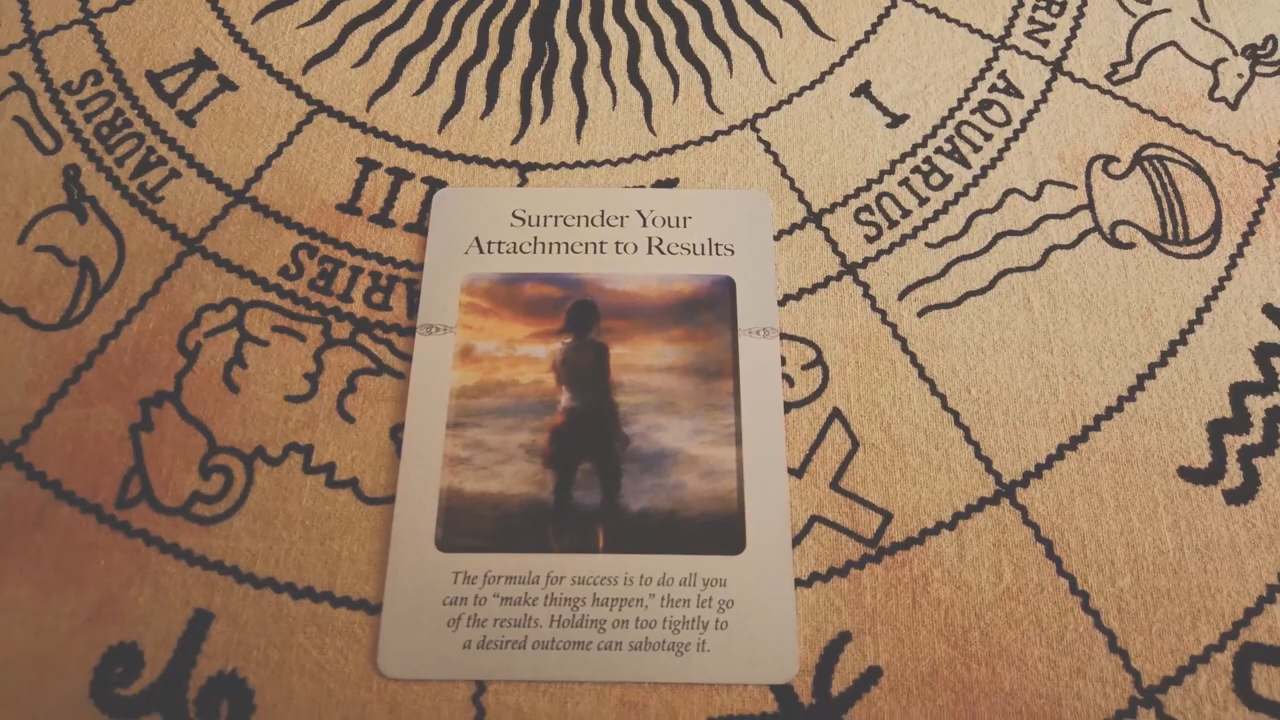 IV
TAURUS
III
ARIES
I
AQUARIUS
RN
Surrender Your
Attachment to Results
The formula for success is to do all you
can to “make things happen,” then let go
of the results. Holding on too tightly to
a desired outcome can sabotage it.